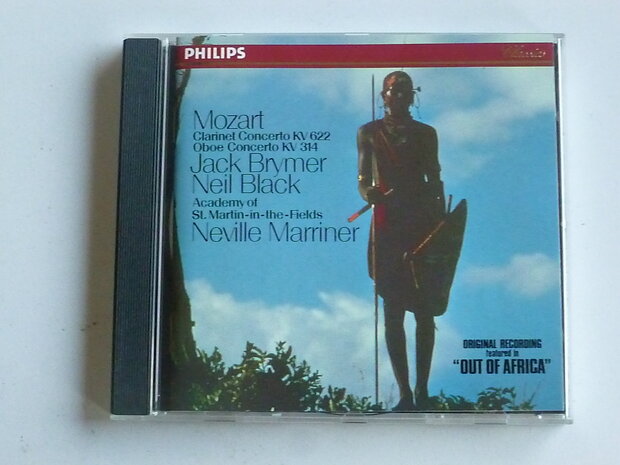 PHILIPS
Classics
Mozart
Clarinet Concerto KV 622
Oboe Concerto KV 314
Jack Brymer
Neil Black
Academy of
St. Martin-in-the-Fields
Neville Marriner
ORIGINAL RECORDING
featured in
"OUT OF AFRICA"